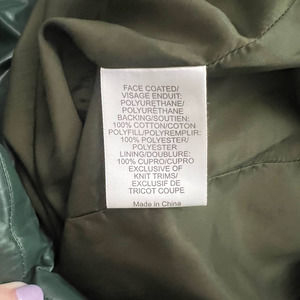 FACE COATED/
VISAGE ENDUIT:
POLYURETHANE/
POLYURETHANE
BACKING/SOUTIEN:
100% COTTON/COTON
POLYFILL/POLYREMPLIR:
100% POLYESTER/
POLYESTER
LINING/DOUBLURE:
100% CUPRO/CUPRO
EXCLUSIVE OF
KNIT TRIMS/
EXCLUSIF DE
TRICOT COUPE
Made in China